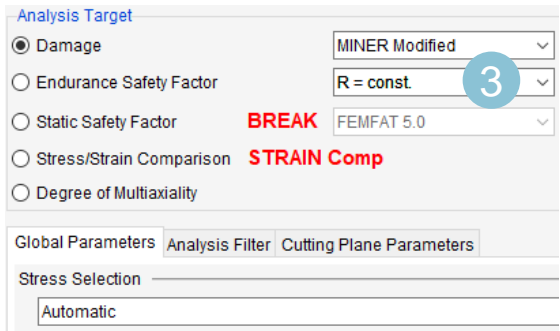 Analysis Target
Damage MINER Modified
Endurance Safety Factor R = const. 3
Static Safety Factor BREAK FEMFAT 5.0
Stress/Strain Comparison STRAIN Comp
Degree of Multiaxiality
Global Parameters Analysis Filter Cutting Plane Parameters
Stress Selection
Automatic